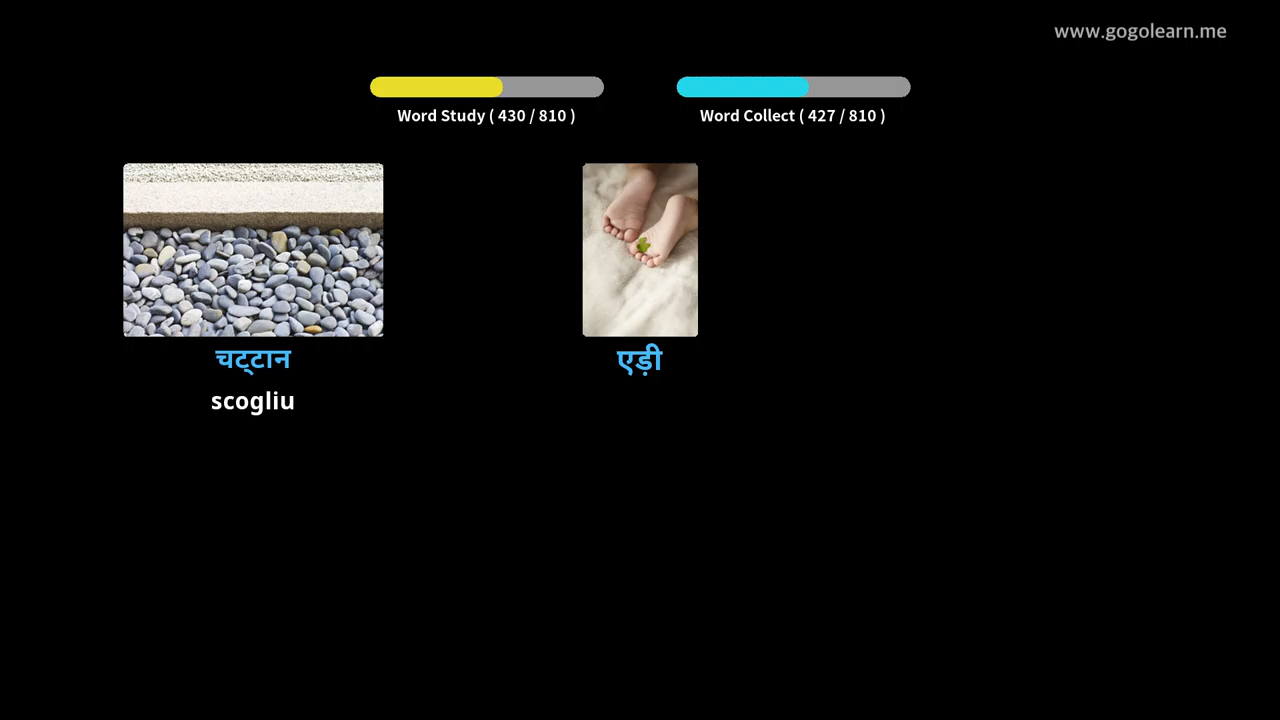 www.gogolearn.me
Word Study ( 430 / 810 )
Word Collect ( 427 / 810 )
चट्टान
scogliu
एड़ी